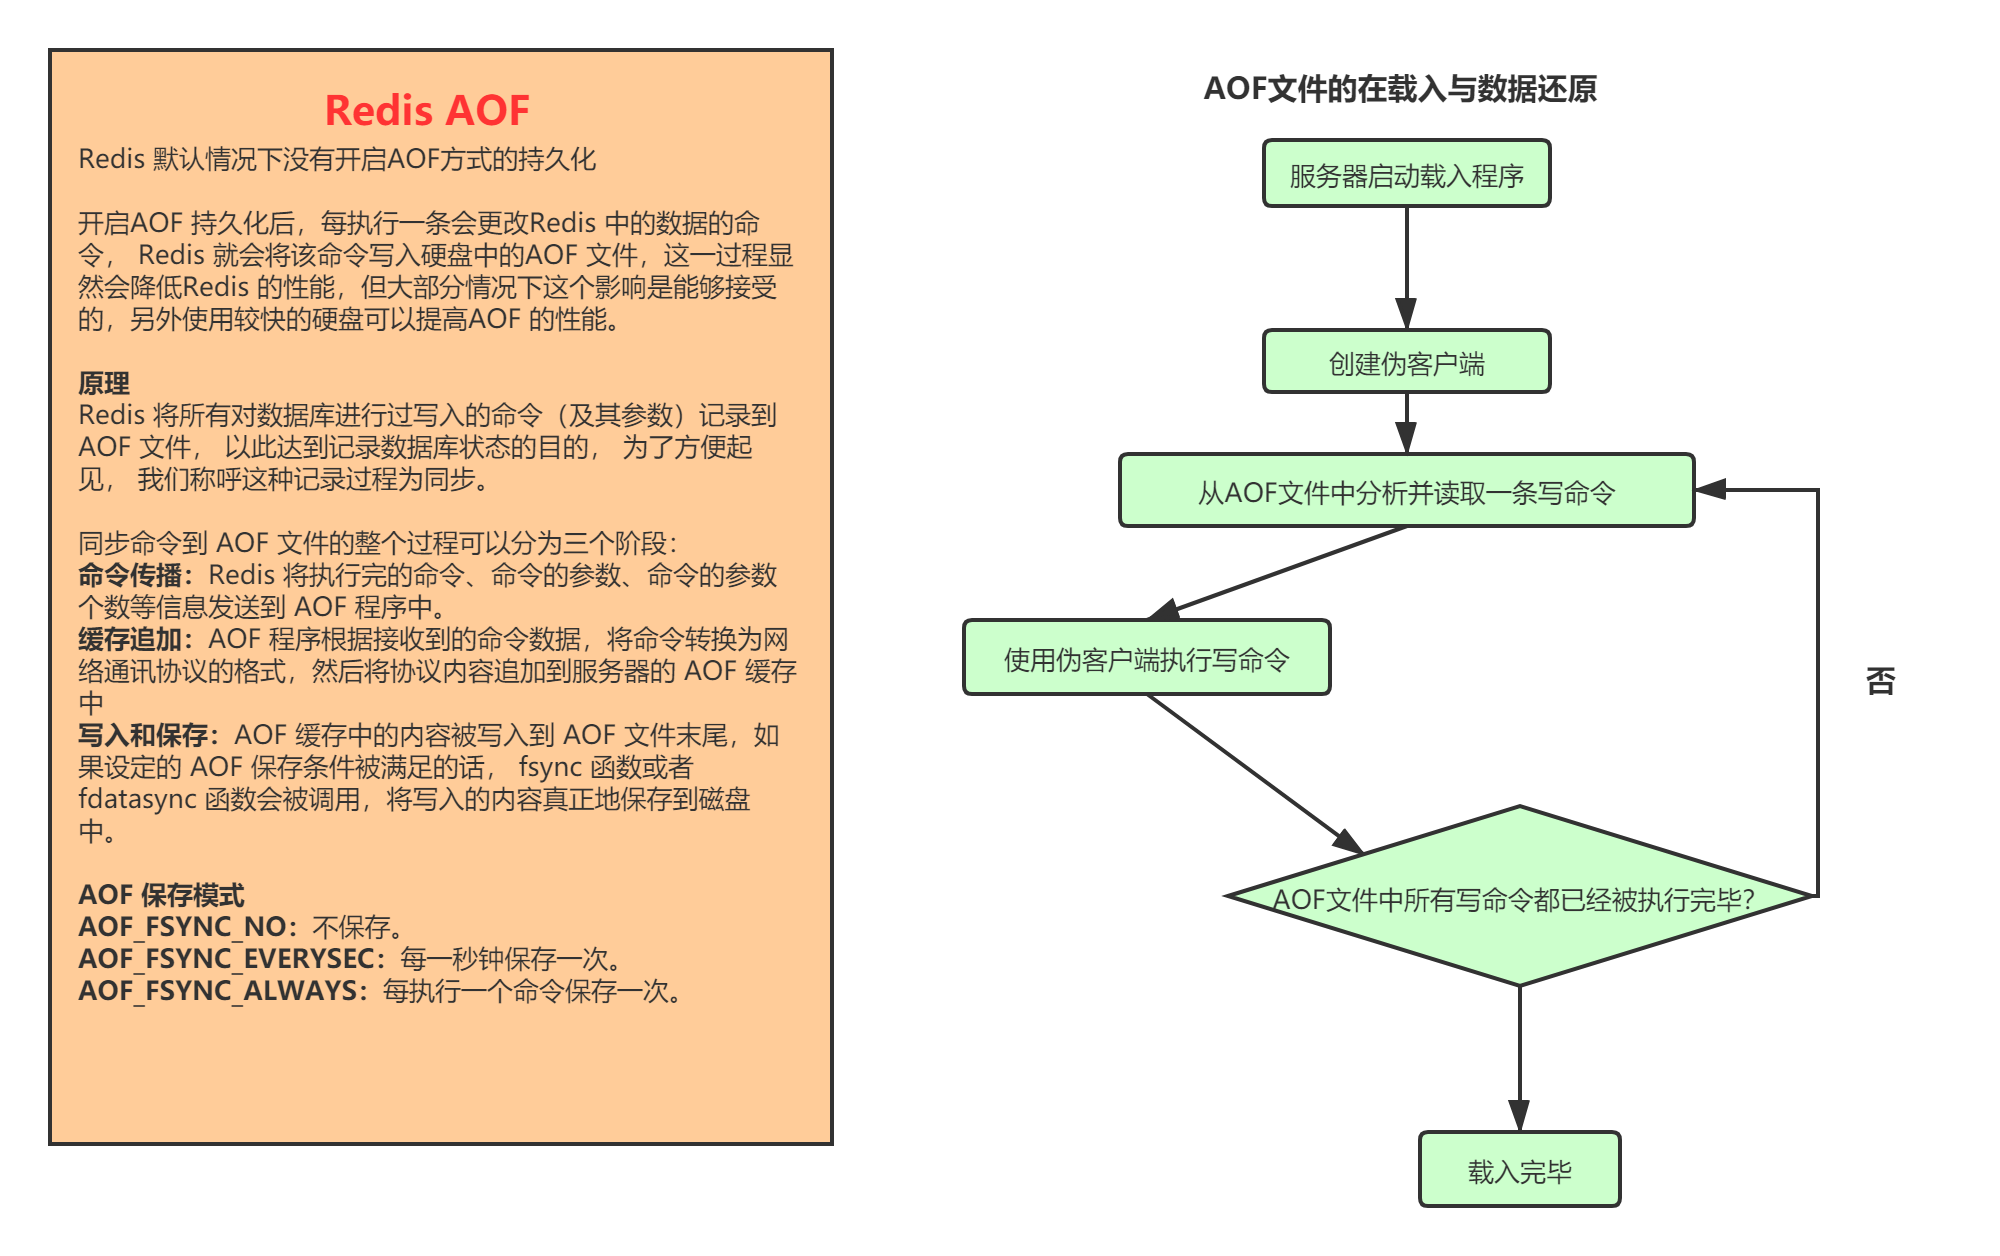 Redis AOF
Redis 默认情况下没有开启AOF方式的持久化
开启AOF 持久化后，每执行一条会更改Redis 中的数据的命
令， Redis 就会将该命令写入硬盘中的AOF 文件，这一过程显
然会降低Redis 的性能，但大部分情况下这个影响是能够接受
的，另外使用较快的硬盘可以提高AOF 的性能。
原理
Redis 将所有对数据库进行过写入的命令（及其参数）记录到
AOF 文件， 以此达到记录数据库状态的目的， 为了方便起
见， 我们称呼这种记录过程为同步。
同步命令到 AOF 文件的整个过程可以分为三个阶段：
命令传播：Redis 将执行完的命令、命令的参数、命令的参数
个数等信息发送到 AOF 程序中。
缓存追加：AOF 程序根据接收到的命令数据，将命令转换为网
络通讯协议的格式，然后将协议内容追加到服务器的 AOF 缓存
中
写入和保存：AOF 缓存中的内容被写入到 AOF 文件末尾，如
果设定的 AOF 保存条件被满足的话， fsync 函数或者
fdatasync 函数会被调用，将写入的内容真正地保存到磁盘
中。
AOF 保存模式
AOF_FSYNC_NO：不保存。
AOF_FSYNC_EVERYSEC：每一秒钟保存一次。
AOF_FSYNC_ALWAYS：每执行一个命令保存一次。
AOF文件的在载入与数据还原
服务器启动载入程序
创建伪客户端
从AOF文件中分析并读取一条写命令
使用伪客户端执行写命令
否
AOF文件中所有写命令都已经被执行完毕？
载入完毕